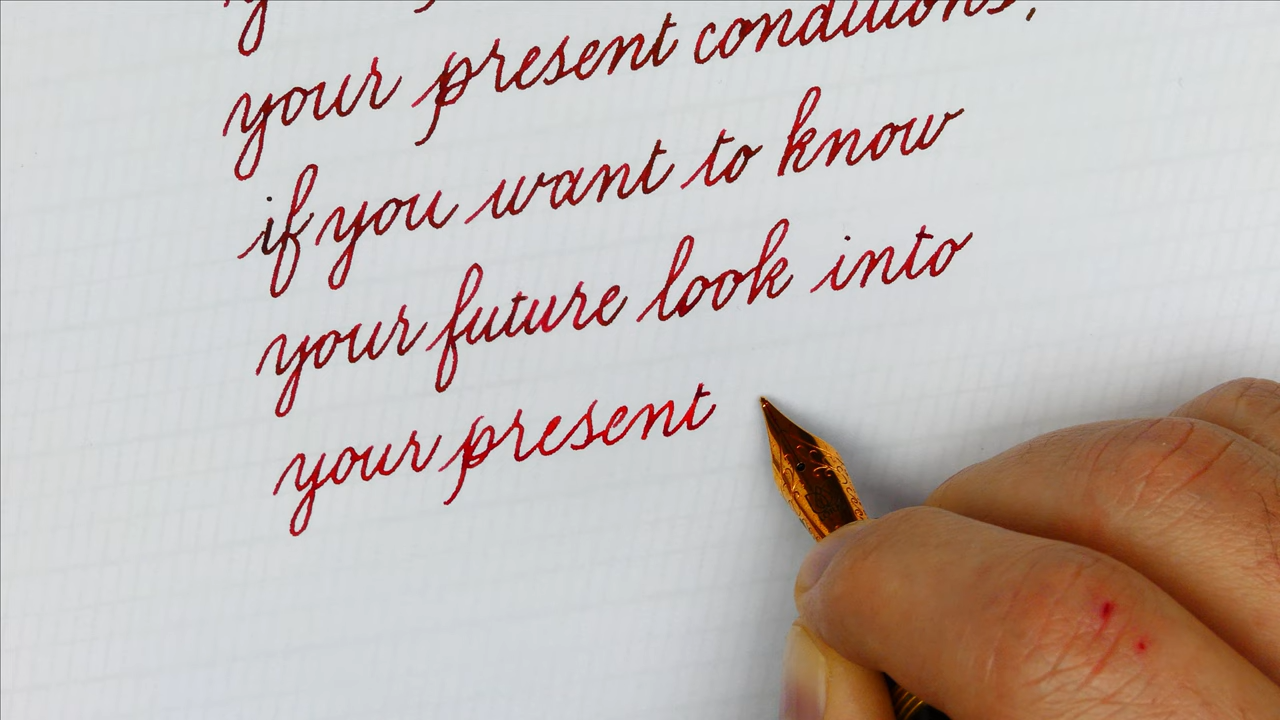 your present conditions,
if you want to know
your future look into
your present